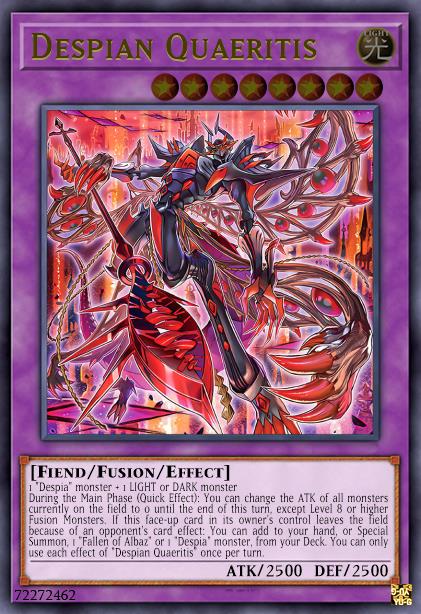 DESPIAN QUAERITIS
LIGHT
光
[FIEND/FUSION/EFFECT]
1 "Despia" monster + 1 LIGHT or DARK monster
During the Main Phase (Quick Effect): You can change the ATK of all monsters
currently on the field to 0 until the end of this turn, except Level 8 or higher
Fusion Monsters. If this face-up card in its owner's control leaves the field
because of an opponent's card effect: You can add to your hand, or Special
Summon, 1 "Fallen of Albaz" or 1 "Despia" monster, from your Deck. You can only
use each effect of "Despian Quaeritis" once per turn.
ATK/2500 DEF/2500
72272462